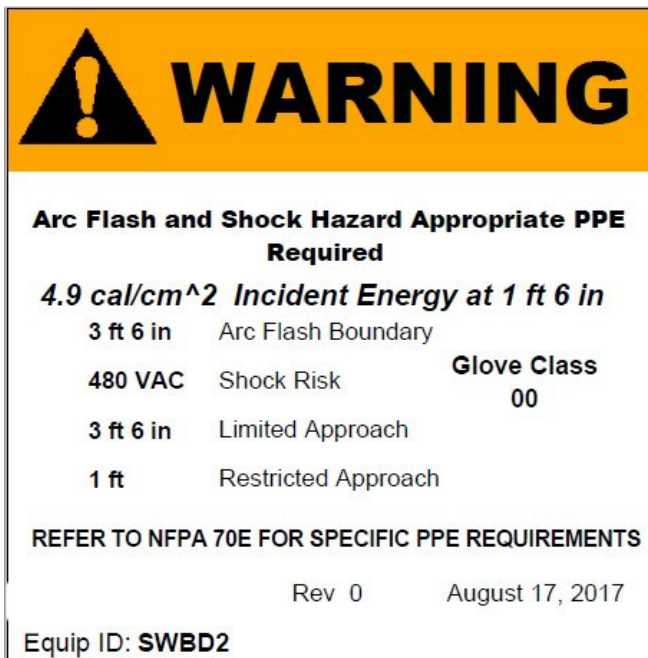 WARNING
Arc Flash and Shock Hazard Appropriate PPE
Required
4.9 cal/cm^2 Incident Energy at 1 ft 6 in
3 ft 6 in Arc Flash Boundary
480 VAC Shock Risk
Glove Class
00
3 ft 6 in Limited Approach
1 ft Restricted Approach
REFER TO NFPA 70E FOR SPECIFIC PPE REQUIREMENTS
Rev 0 August 17, 2017
Equip ID: SWBD2